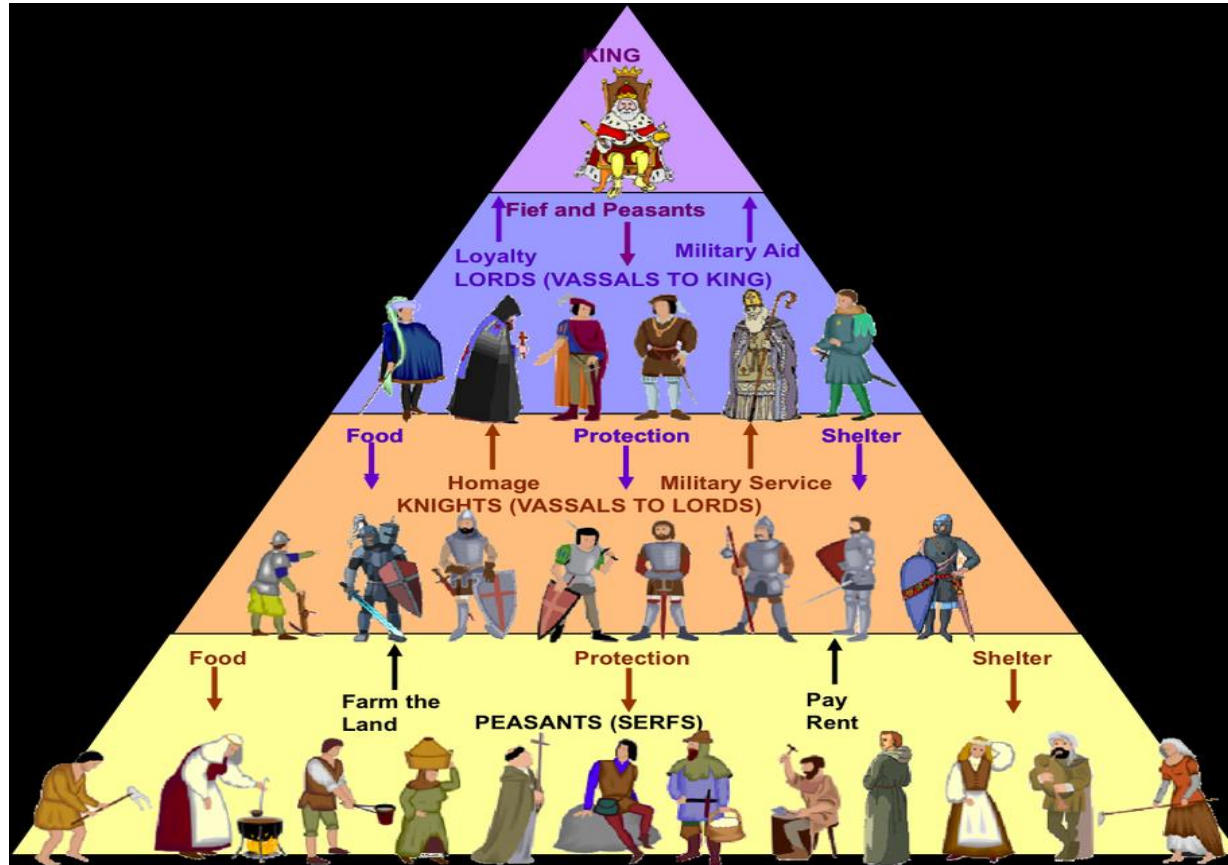 KING
Fief and Peasants
Loyalty
Military Aid
LORDS (VASSALS TO KING)
Food
Protection
Shelter
Homage
Military Service
KNIGHTS (VASSALS TO LORDS)
Food
Protection
Shelter
Farm the
Land
Pay
Rent
PEASANTS (SERFS)